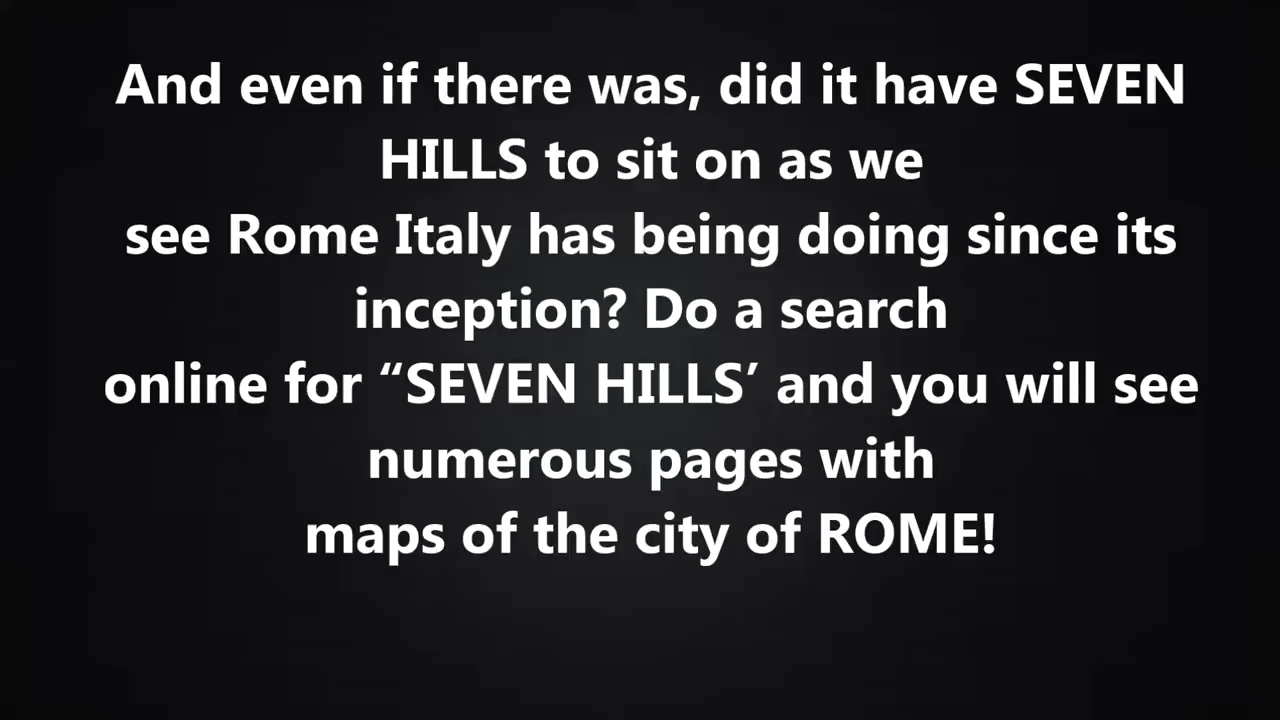 And even if there was, did it have SEVEN
HILLS to sit on as we
see Rome Italy has being doing since its
inception? Do a search
online for “SEVEN HILLS’ and you will see
numerous pages with
maps of the city of ROME!